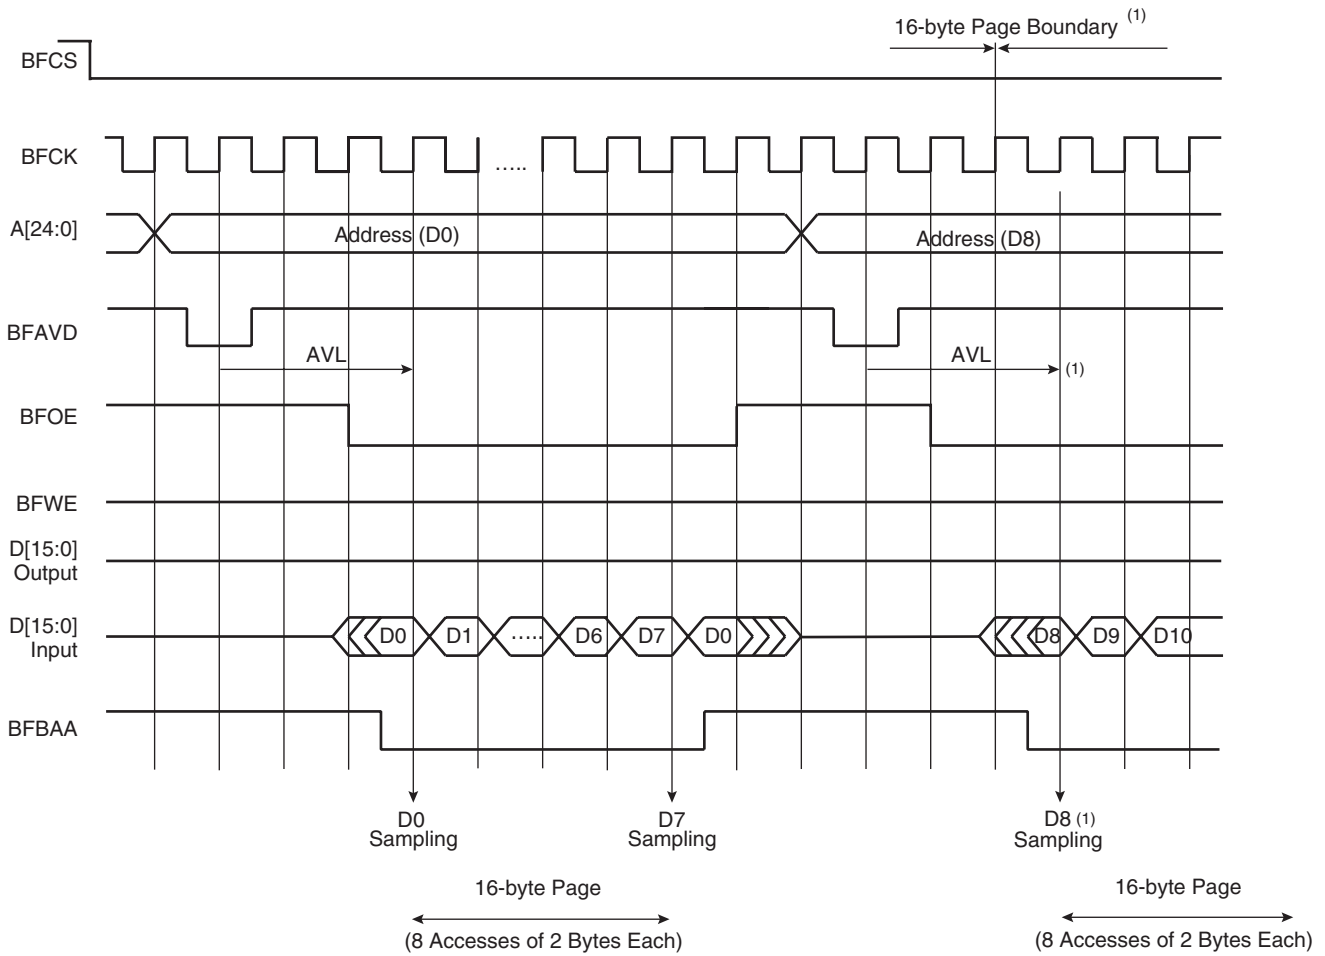 16-byte Page Boundary (1)
BFCS
BFCK
.....
A[24:0]
Address (D0)
Address (D8)
BFAVD
AVL
AVL
(1)
BFOE
BFWE
D[15:0]
Output
D[15:0]
Input
D0
D1
.....
D6
D7
D0
D8
D9
D10
BFBAA
D0
Sampling
D7
Sampling
D8 (1)
Sampling
16-byte Page
(8 Accesses of 2 Bytes Each)
16-byte Page
(8 Accesses of 2 Bytes Each)